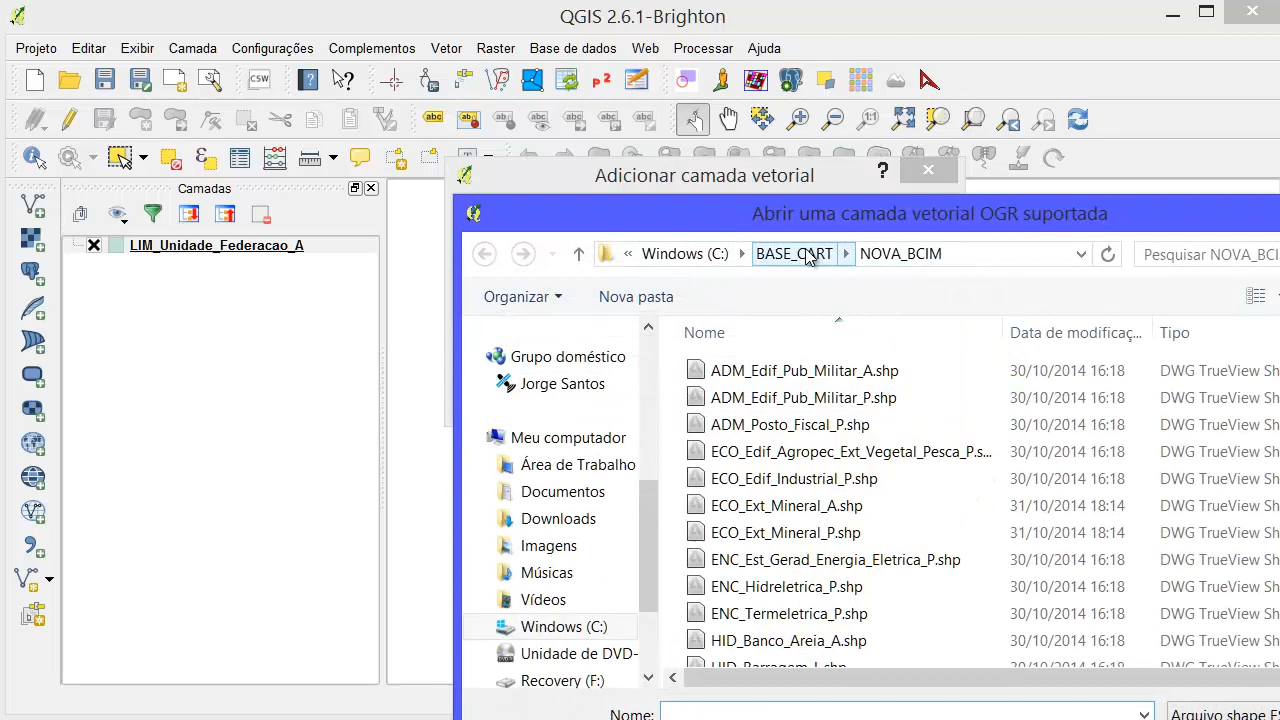 QGIS 2.6.1-Brighton
Projeto Editar Exibir Camada Configurações Complementos Vetor Raster Base de dados Web Processar Ajuda
CSW
abc abc abc abc abc abc abc
Camadas
Adicionar camada vetorial
LIM_Unidade_Federacao_A
Abrir uma camada vetorial OGR suportada
« Windows (C:) BASE_CART NOVA_BCIM Pesquisar NOVA_BCI
Organizar Nova pasta
Nome Data de modificaç... Tipo
Grupo doméstico
Jorge Santos
Meu computador
Área de Trabalho
Documentos
Downloads
Imagens
Músicas
Vídeos
Windows (C:)
Unidade de DVD-
Recovery (F:)
ADM_Edif_Pub_Militar_A.shp 30/10/2014 16:18 DWG TrueView Sh
ADM_Edif_Pub_Militar_P.shp 30/10/2014 16:18 DWG TrueView Sh
ADM_Posto_Fiscal_P.shp 30/10/2014 16:18 DWG TrueView Sh
ECO_Edif_Agropec_Ext_Vegetal_Pesca_P.s... 30/10/2014 16:18 DWG TrueView Sh
ECO_Edif_Industrial_P.shp 30/10/2014 16:18 DWG TrueView Sh
ECO_Ext_Mineral_A.shp 31/10/2014 18:14 DWG TrueView Sh
ECO_Ext_Mineral_P.shp 31/10/2014 18:14 DWG TrueView Sh
ENC_Est_Gerad_Energia_Eletrica_P.shp 30/10/2014 16:18 DWG TrueView Sh
ENC_Hidreletrica_P.shp 30/10/2014 16:18 DWG TrueView Sh
ENC_Termeletrica_P.shp 30/10/2014 16:18 DWG TrueView Sh
HID_Banco_Areia_A.shp 30/10/2014 16:18 DWG TrueView Sh
Nome: Arquivo shape ES